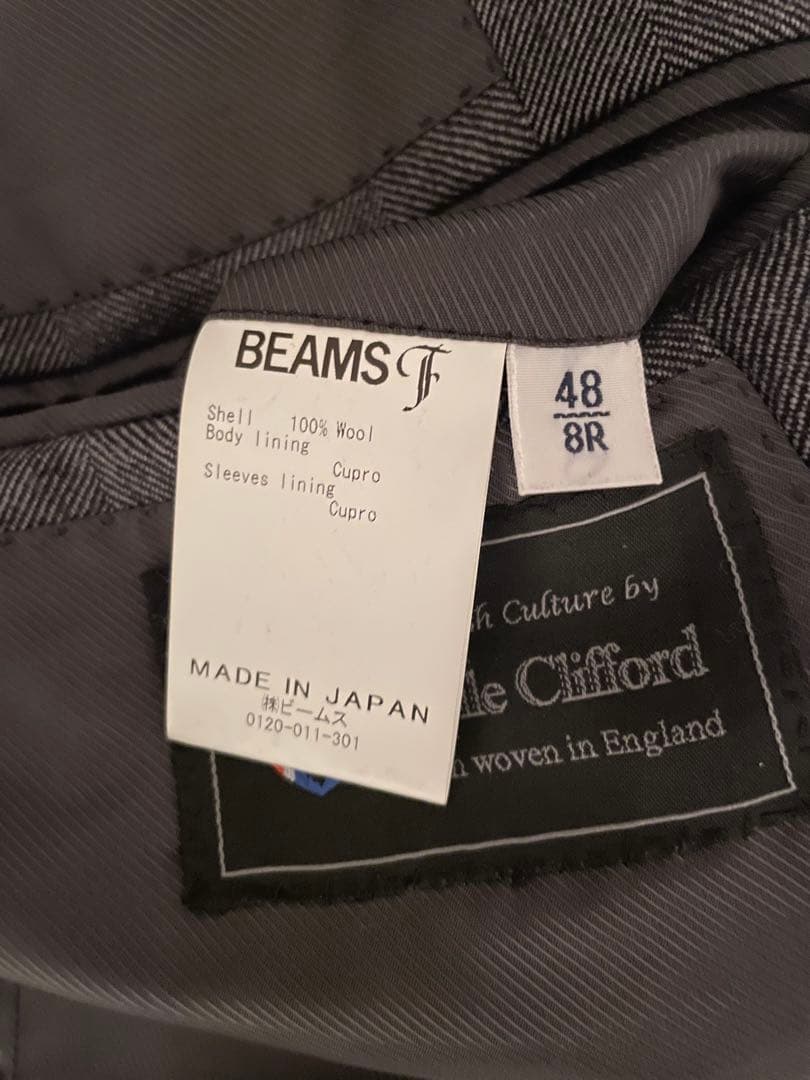 BEAMS F
Shell 100% Wool
Body lining
Cupro
Sleeves lining
Cupro
MADE IN JAPAN
㈱ビームス
0120-011-301
48
8R
Culture by
Clifford
woven in England